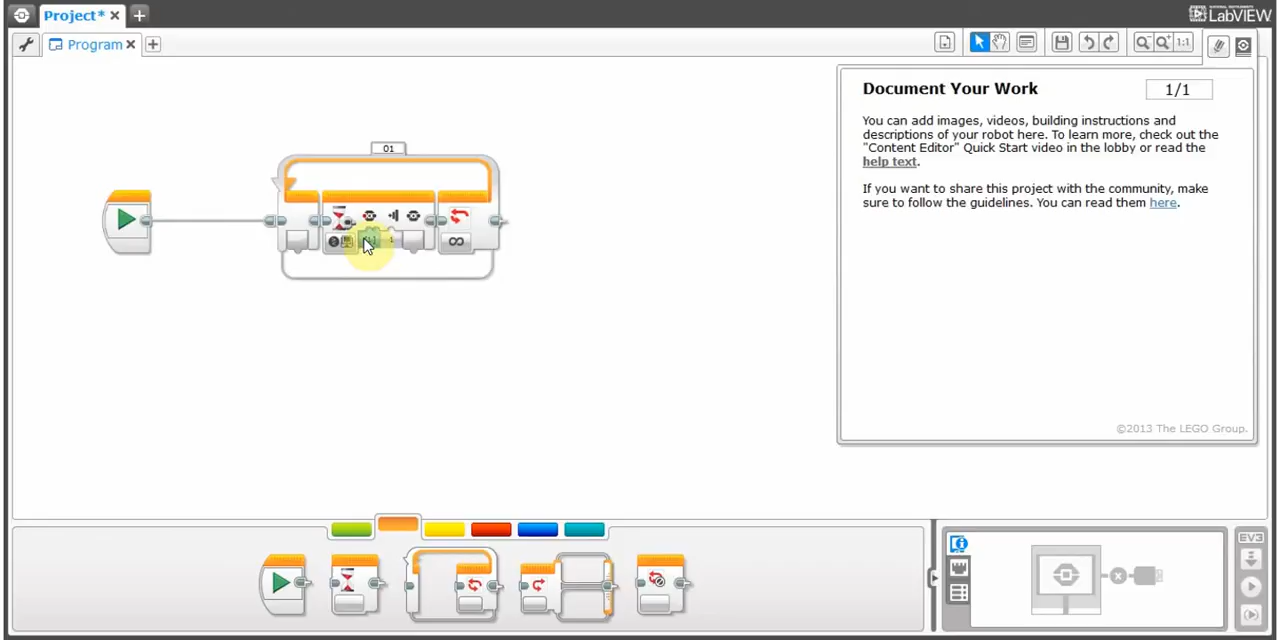 Project*
NATIONAL INSTRUMENTS
LabVIEW
Program
1:1
Document Your Work
1/1
You can add images, videos, building instructions and
descriptions of your robot here. To learn more, check out the
"Content Editor" Quick Start video in the lobby or read the
help text.
If you want to share this project with the community, make
sure to follow the guidelines. You can read them here.
01
1
©2013 The LEGO Group.
EV3